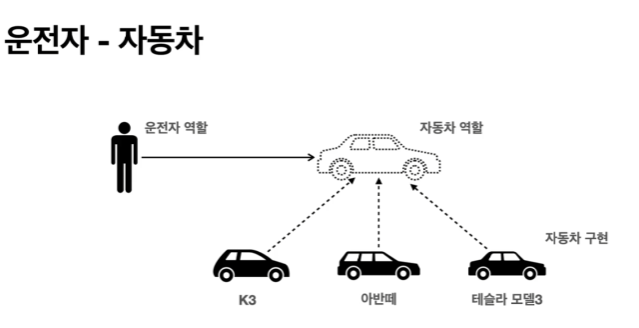 운전자 - 자동차
운전자 역할
자동차 역할
자동차 구현
K3
아반떼
테슬라 모델3